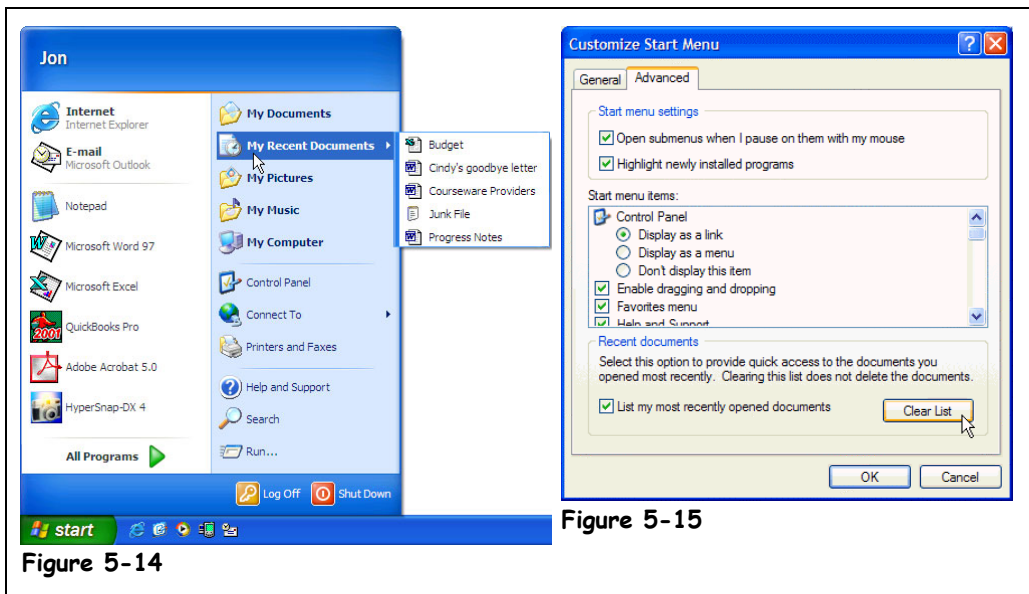 Jon
Internet
Internet Explorer
E-mail
Microsoft Outlook
Notepad
Microsoft Word 97
Microsoft Excel
2001
QuickBooks Pro
Adobe Acrobat 5.0
HyperSnap-DX 4
All Programs
My Documents
My Recent Documents
My Pictures
My Music
My Computer
Control Panel
Connect To
Printers and Faxes
Help and Support
Search
Run...
Budget
Cindy's goodbye letter
Courseware Providers
Junk File
Progress Notes
Log Off
Shut Down
start
Figure 5-14
Customize Start Menu
General
Advanced
Start menu settings
Open submenus when I pause on them with my mouse
Highlight newly installed programs
Start menu items:
Control Panel
Display as a link
Display as a menu
Don't display this item
Enable dragging and dropping
Favorites menu
Help and Support
Recent documents
Select this option to provide quick access to the documents you
opened most recently. Clearing this list does not delete the documents.
List my most recently opened documents
Clear List
OK
Cancel
Figure 5-15